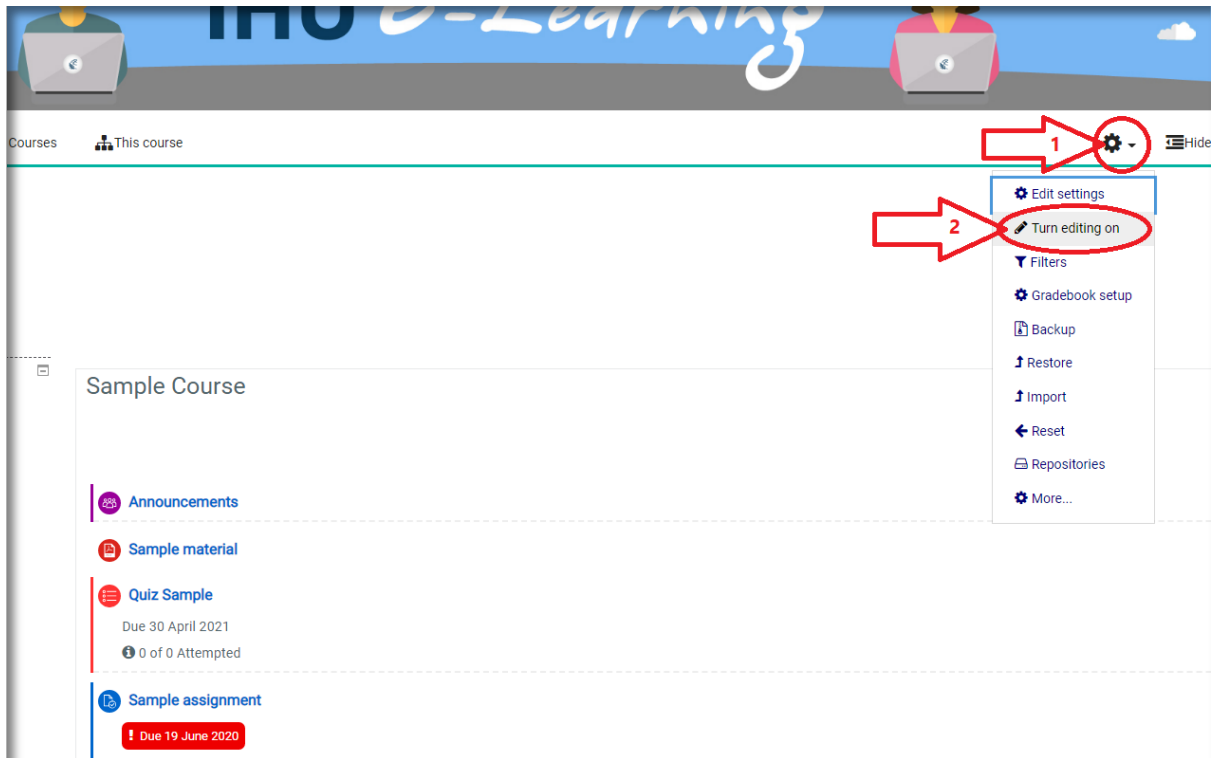 IHU e-Learning
Courses
This course
1
Hide
Edit settings
2
Turn editing on
Filters
Gradebook setup
Backup
Restore
Import
Reset
Repositories
More...
Sample Course
Announcements
Sample material
Quiz Sample
Due 30 April 2021
0 of 0 Attempted
Sample assignment
Due 19 June 2020